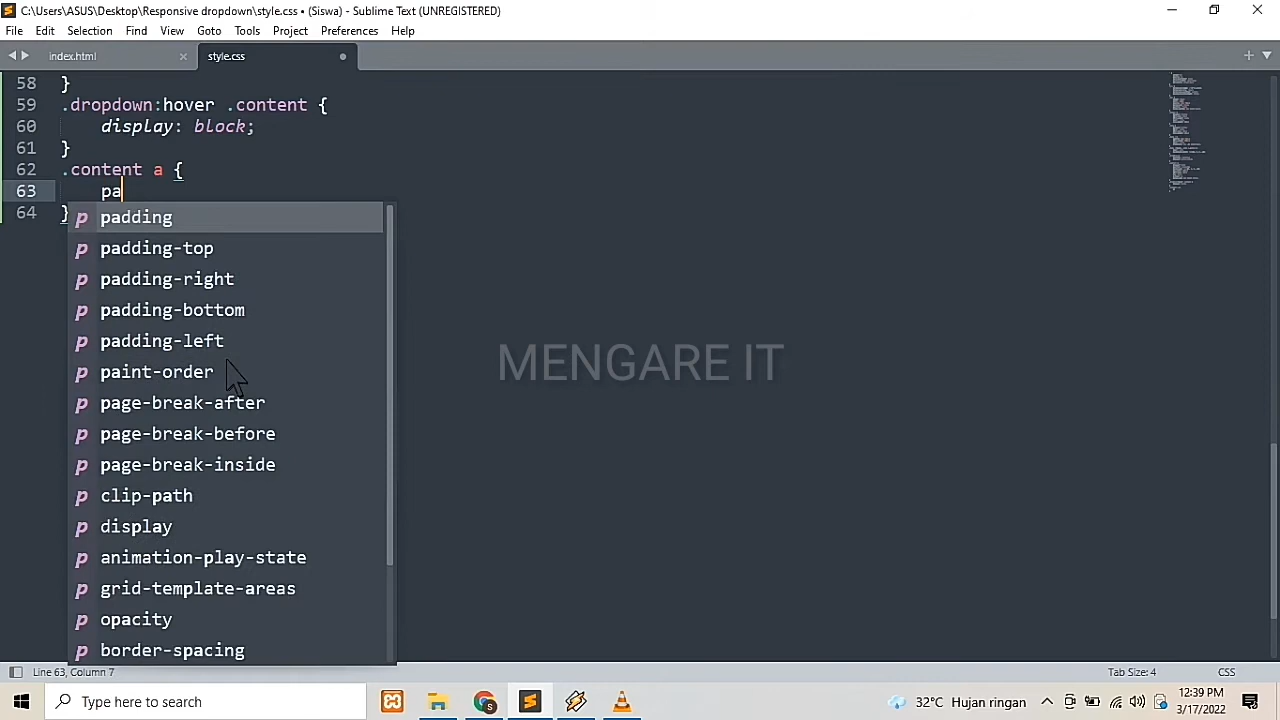 C:\Users\ASUS\Desktop\Responsive dropdown\style.css • (Siswa) - Sublime Text (UNREGISTERED)
File Edit Selection Find View Goto Tools Project Preferences Help
index.html style.css
58 }
59 .dropdown:hover .content {
60 display: block;
61 }
62 .content a {
63 pa
64 }
p padding
p padding-top
p padding-right
p padding-bottom
p padding-left
p paint-order
p page-break-after
p page-break-before
p page-break-inside
p clip-path
p display
p animation-play-state
p grid-template-areas
p opacity
p border-spacing
MENGARE IT
Line 63, Column 7 Tab Size: 4 CSS
Type here to search 32°C Hujan ringan 12:39 PM
3/17/2022